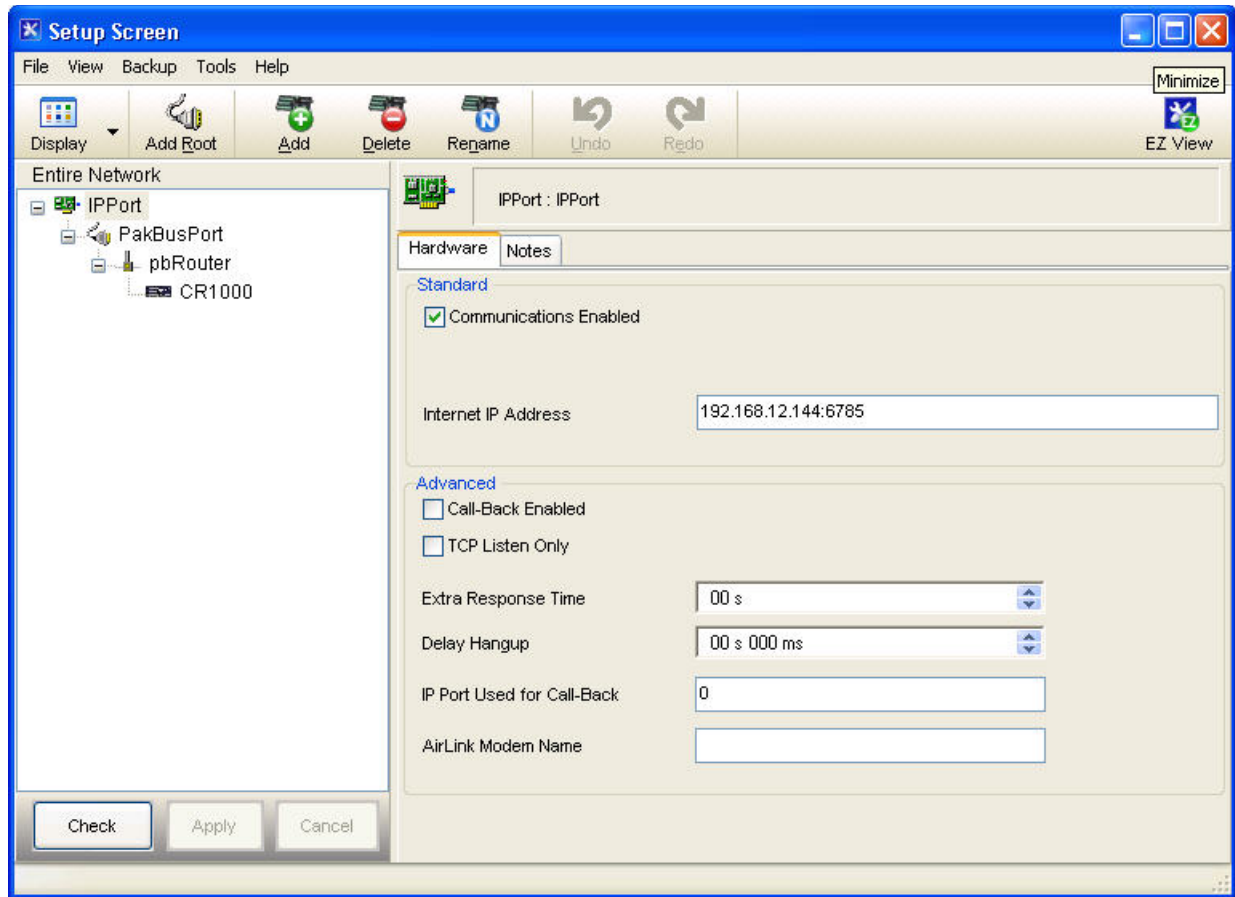 Setup Screen
File View Backup Tools Help
Minimize
Display Add Root Add Delete Rename Undo Redo EZ View
Entire Network
IPPort
PakBusPort
pbRouter
CR1000
IPPort : IPPort
Hardware Notes
Standard
Communications Enabled
Internet IP Address 192.168.12.144:6785
Advanced
Call-Back Enabled
TCP Listen Only
Extra Response Time 00 s
Delay Hangup 00 s 000 ms
IP Port Used for Call-Back 0
AirLink Modem Name
Check Apply Cancel